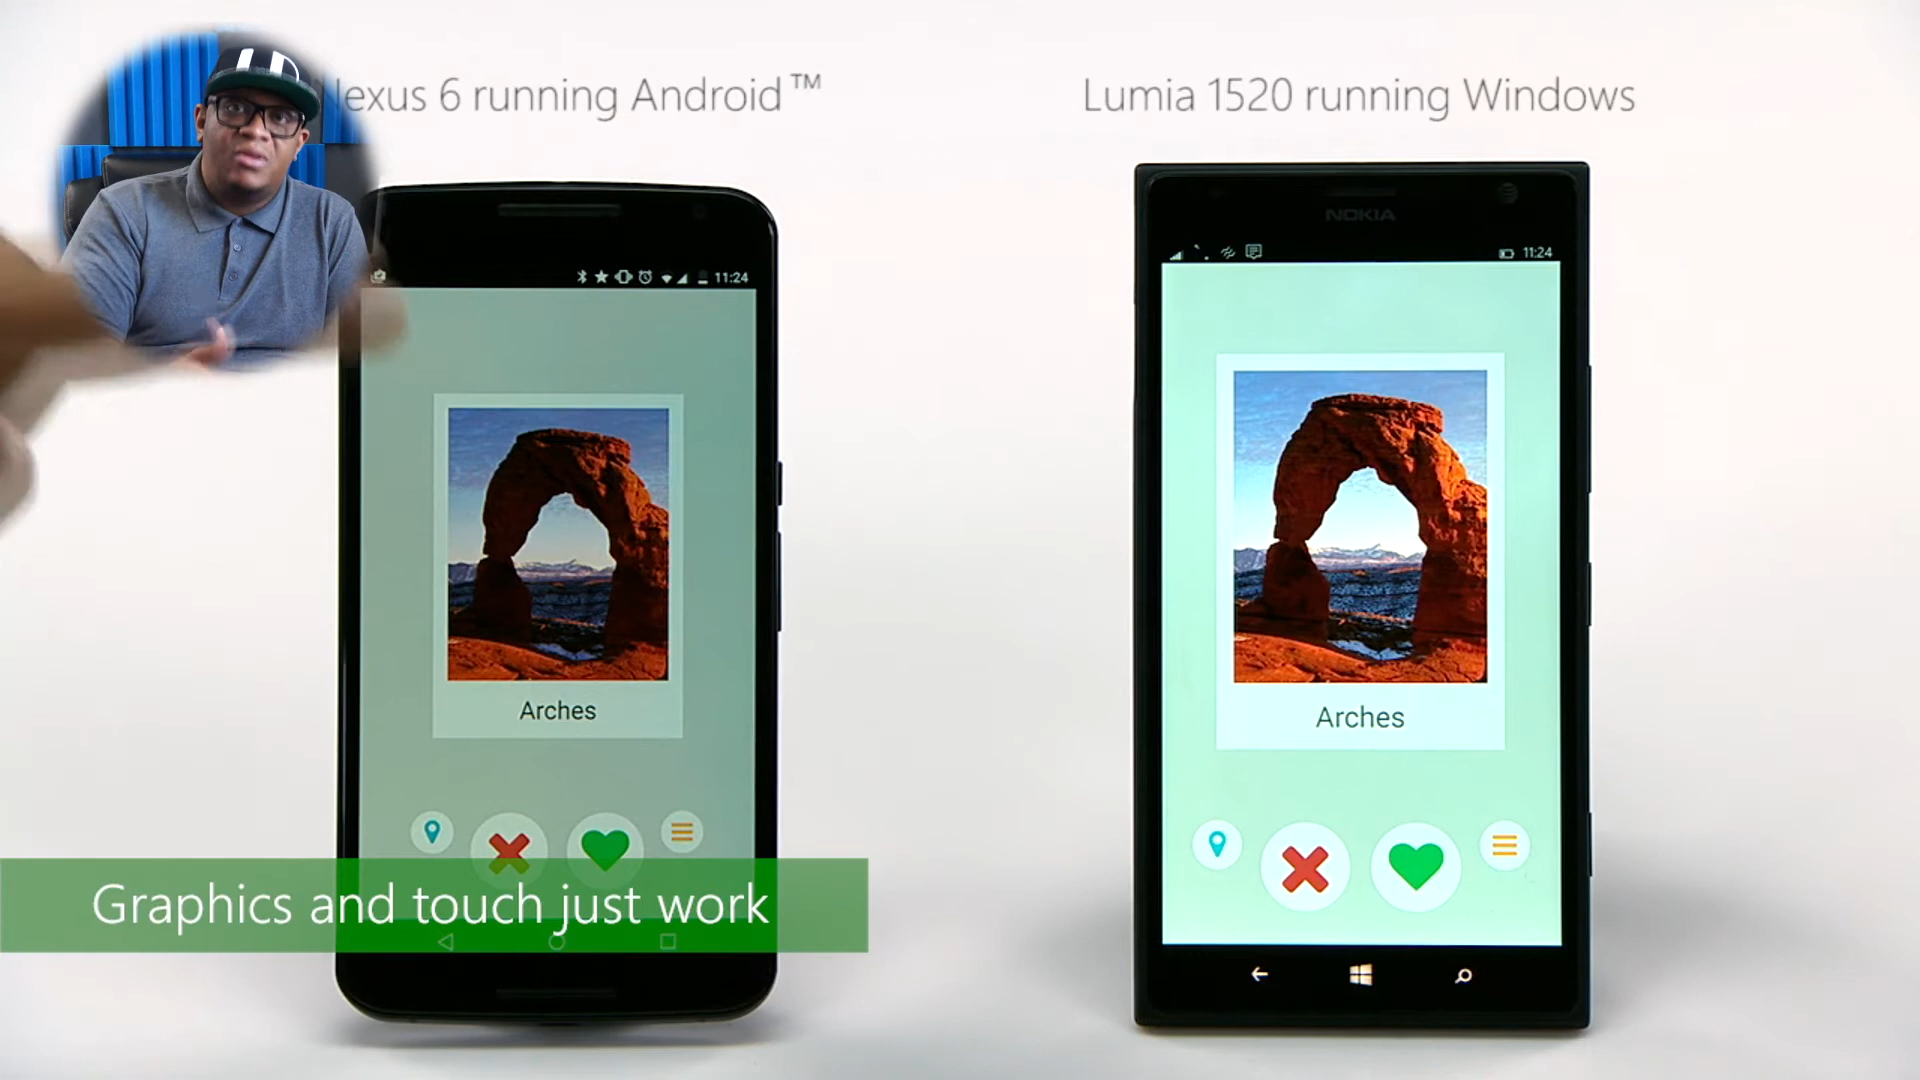 exus 6 running Android™
Lumia 1520 running Windows
NOKIA
11:24
11:24
Arches
Arches
Graphics and touch just work